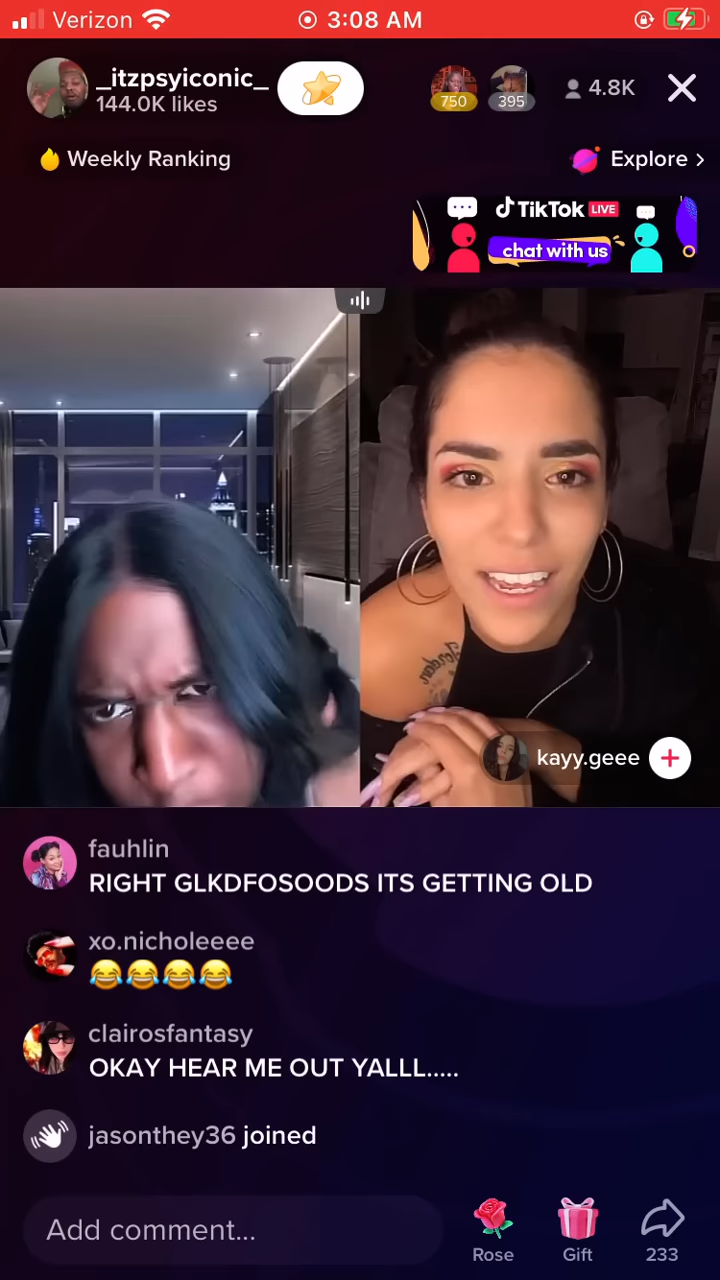 Verizon 3:08 AM
_itzpsyiconic_
144.0K likes
750 395 4.8K
Weekly Ranking
Explore >
TikTok LIVE
chat with us
Jordan
kayy.geee
fauhlin
RIGHT GLKDFOSOODS ITS GETTING OLD
xo.nicholeeee
😂😂😂😂
clairosfantasy
OKAY HEAR ME OUT YALLL.....
jasonthey36 joined
Add comment...
Rose
Gift
233